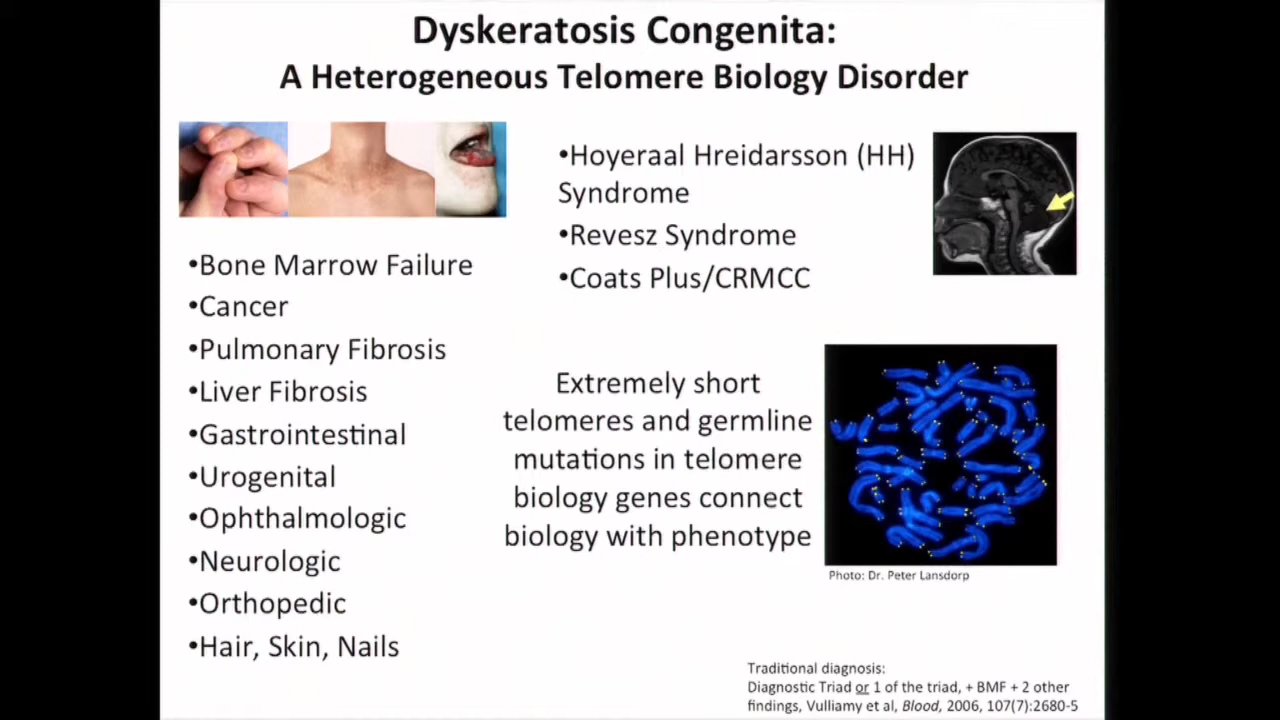 Dyskeratosis Congenita:
A Heterogeneous Telomere Biology Disorder
•Bone Marrow Failure
•Cancer
•Pulmonary Fibrosis
•Liver Fibrosis
•Gastrointestinal
•Urogenital
•Ophthalmologic
•Neurologic
•Orthopedic
•Hair, Skin, Nails
•Hoyeraal Hreidarsson (HH)
Syndrome
•Revesz Syndrome
•Coats Plus/CRMCC
Extremely short
telomeres and germline
mutations in telomere
biology genes connect
biology with phenotype
Photo: Dr. Peter Lansdorp
Traditional diagnosis:
Diagnostic Triad or 1 of the triad, + BMF + 2 other
findings, Vulliamy et al, Blood, 2006, 107(7):2680-5